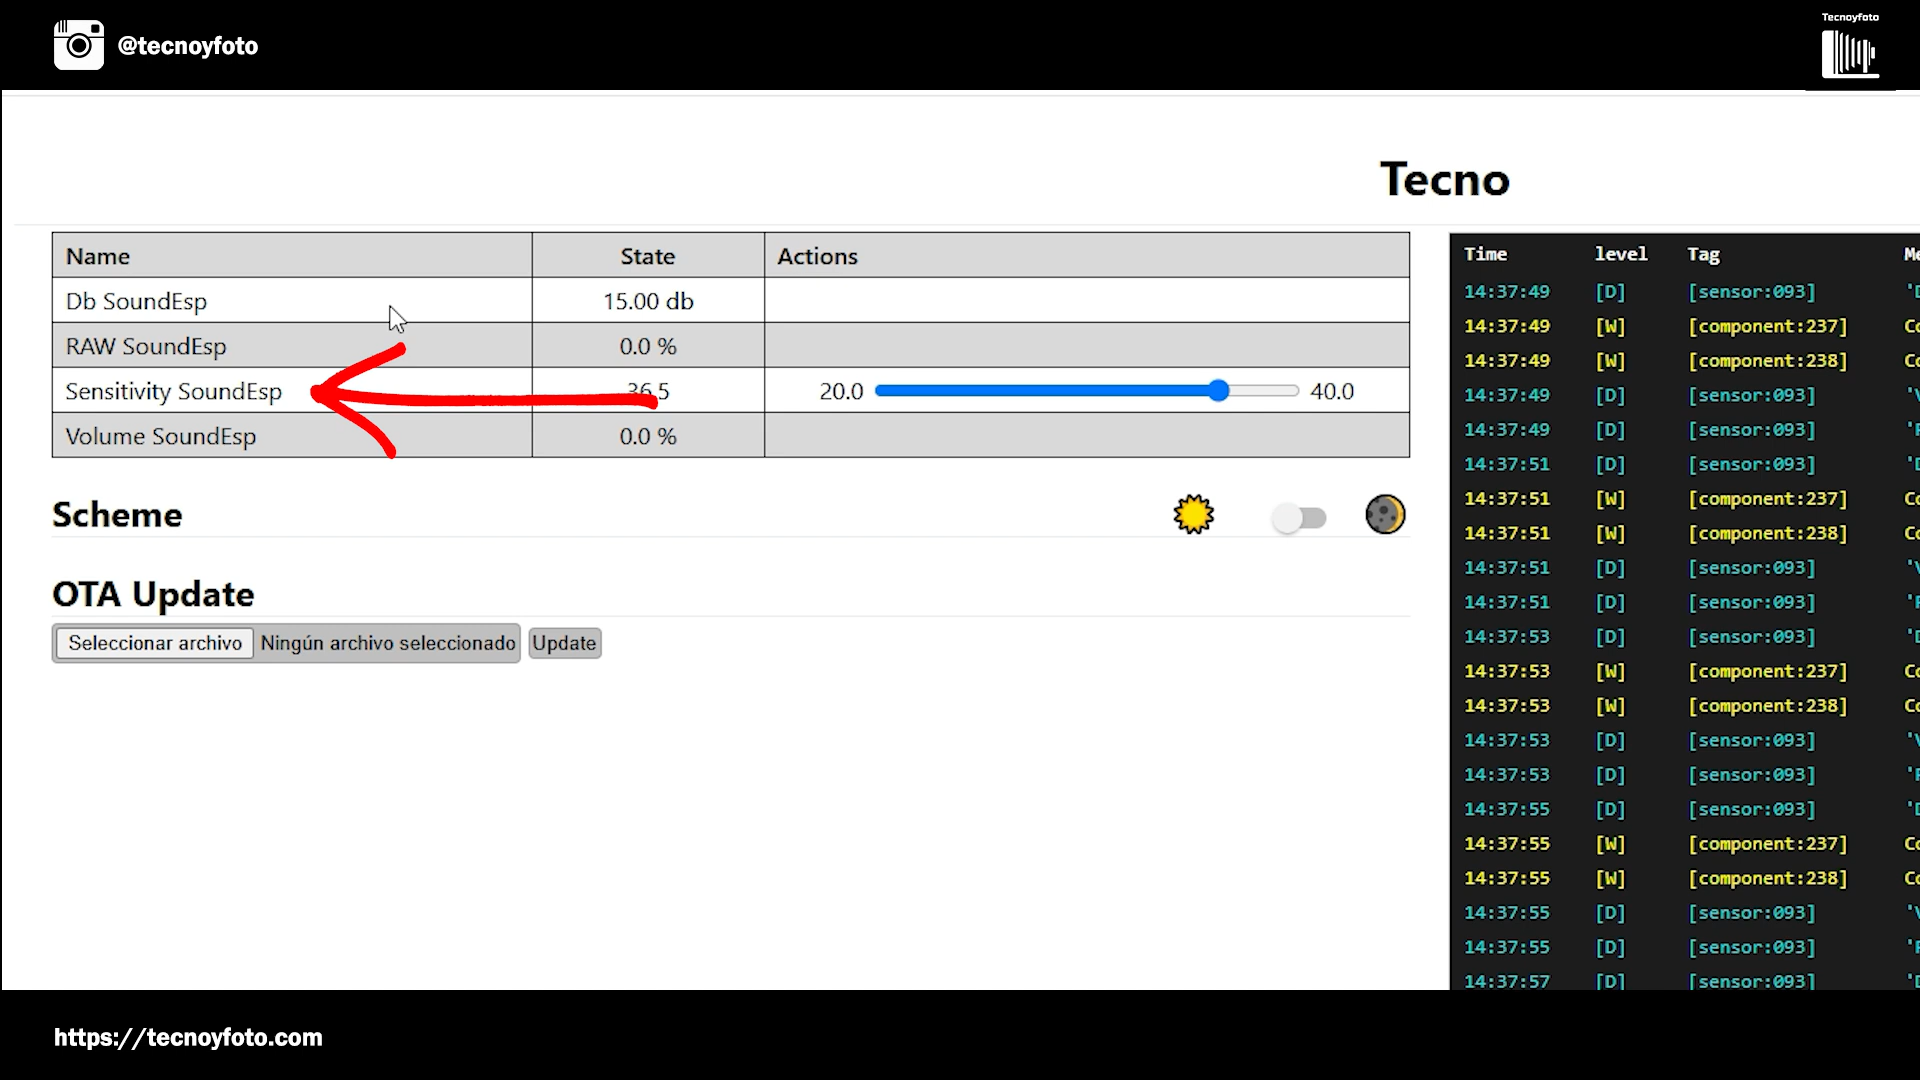 @tecnoyfoto
Tecnoyfoto
Tecno
Name State Actions
Db SoundEsp 15.00 db
RAW SoundEsp 0.0 %
Sensitivity SoundEsp 36.5 20.0 40.0
Volume SoundEsp 0.0 %
Scheme
OTA Update
Seleccionar archivo Ningún archivo seleccionado Update
Time level Tag
14:37:49 [D] [sensor:093]
14:37:49 [W] [component:237]
14:37:49 [W] [component:238]
14:37:49 [D] [sensor:093]
14:37:49 [D] [sensor:093]
14:37:51 [D] [sensor:093]
14:37:51 [W] [component:237]
14:37:51 [W] [component:238]
14:37:51 [D] [sensor:093]
14:37:51 [D] [sensor:093]
14:37:53 [D] [sensor:093]
14:37:53 [W] [component:237]
14:37:53 [W] [component:238]
14:37:53 [D] [sensor:093]
14:37:53 [D] [sensor:093]
14:37:55 [D] [sensor:093]
14:37:55 [W] [component:237]
14:37:55 [W] [component:238]
14:37:55 [D] [sensor:093]
14:37:55 [D] [sensor:093]
14:37:57 [D] [sensor:093]
https://tecnoyfoto.com